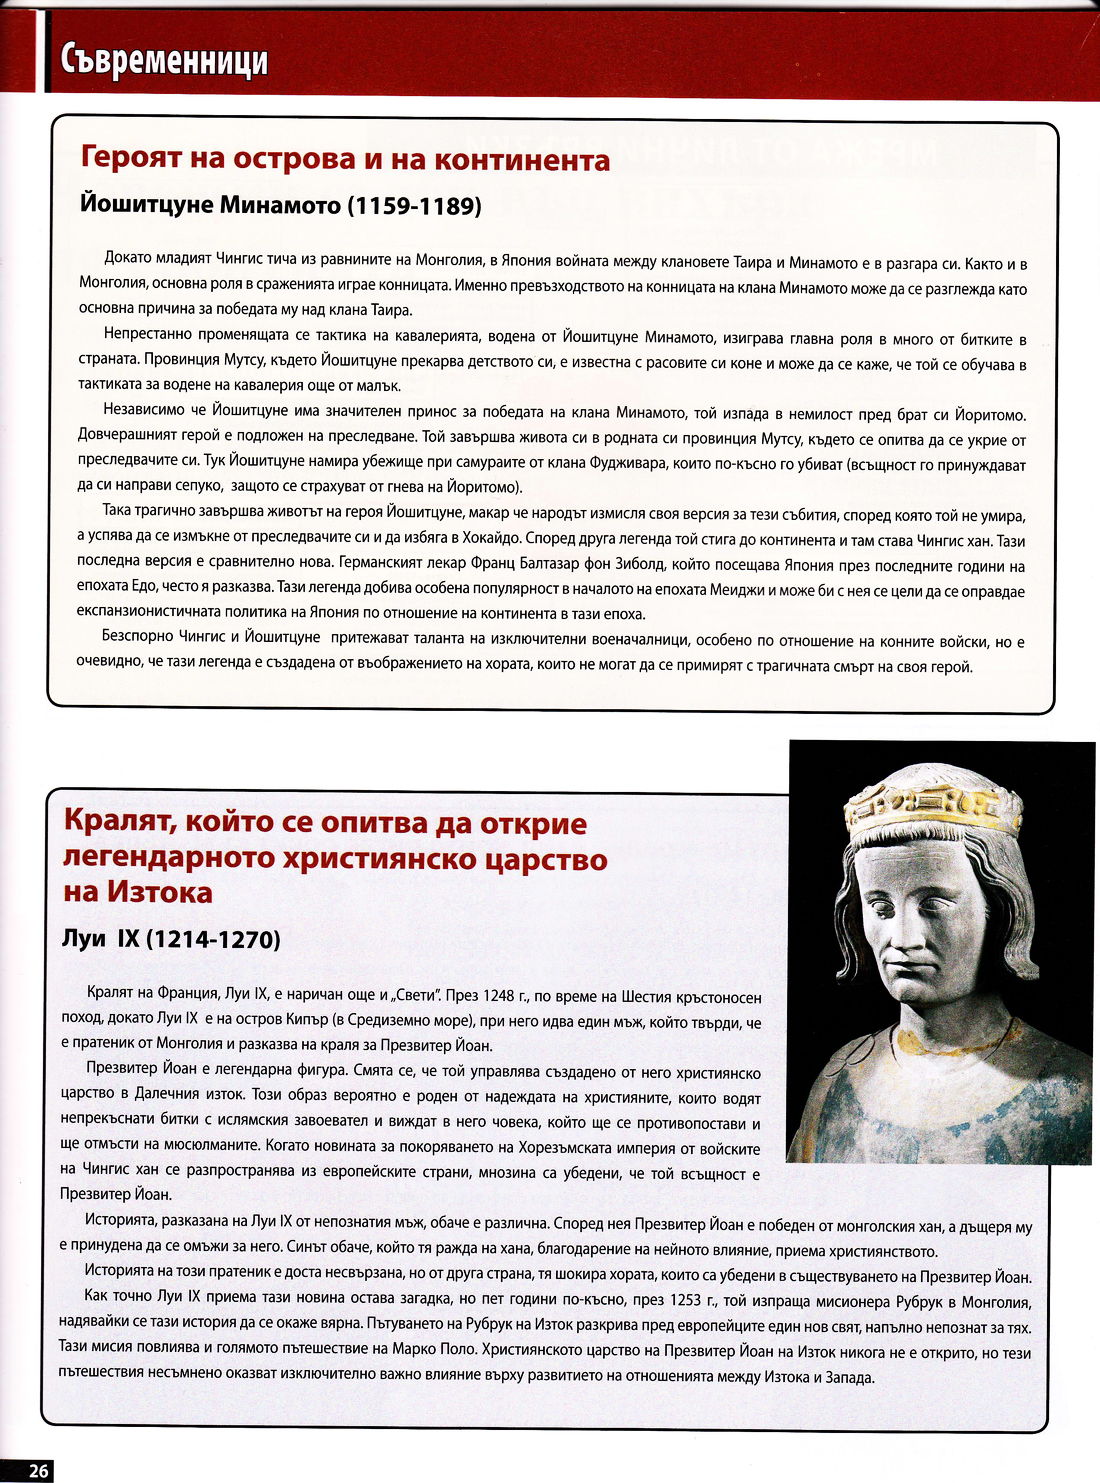 Съвременници
Героят на острова и на континента
Йошитцуне Минамото (1159-1189)
Докато младият Чингис тича из равнините на Монголия, в Япония войната между клановете Таира и Минамото е в разгара си. Както и в
Монголия, основна роля в сраженията играе конницата. Именно превъзходството на конницата на клана Минамото може да се разглежда като
основна причина за победата му над клана Таира.
Непрестанно променящата се тактика на кавалерията, водена от Йошитцуне Минамото, изиграва главна роля в много от битките в
страната. Провинция Мутсу, където Йошитцуне прекарва детството си, е известна с расовите си коне и може да се каже, че той се обучава в
тактиката за водене на кавалерия още от малък.
Независимо че Йошитцуне има значителен принос за победата на клана Минамото, той изпада в немилост пред брат си Йоритомо.
Довчерашният герой е подложен на преследване. Той завършва живота си в родната си провинция Мутсу, където се опитва да се укрие от
преследвачите си. Тук Йошитцуне намира убежище при самураите от клана Фудживара, които по-късно го убиват (всъщност го принуждават
да си направи сепуко, защото се страхуват от гнева на Йоритомо).
Така трагично завършва животът на героя Йошитцуне, макар че народът измисля своя версия за тези събития, според която той не умира,
а успява да се измъкне от преследвачите си и да избяга в Хокайдо. Според друга легенда той стига до континента и там става Чингис хан. Тази
последна версия е сравнително нова. Германският лекар Франц Балтазар фон Зиболд, който посещава Япония през последните години на
епохата Едо, често я разказва. Тази легенда добива особена популярност в началото на епохата Меиджи и може би с нея се цели да се оправдае
експанзионистичната политика на Япония по отношение на континента в тази епоха.
Безспорно Чингис и Йошитцуне притежават таланта на изключителни военачалници, особено по отношение на конните войски, но е
очевидно, че тази легенда е създадена от въображението на хората, които не могат да се примирят с трагичната смърт на своя герой.
Кралят, който се опитва да открие
легендарното християнско царство
на Изтока
Луи IX (1214-1270)
Кралят на Франция, Луи IX, е наричан още и „Свети”. През 1248 г., по време на Шестия кръстоносен
поход, докато Луи IX е на остров Кипър (в Средиземно море), при него идва един мъж, който твърди, че
е пратеник от Монголия и разказва на краля за Презвитер Йоан.
Презвитер Йоан е легендарна фигура. Смята се, че той управлява създадено от него християнско
царство в Далечния изток. Този образ вероятно е роден от надеждата на християните, които водят
непрекъснати битки с ислямския завоевател и виждат в него човека, който ще се противопостави и
ще отмъсти на мюсюлманите. Когато новината за покоряването на Хорезъмската империя от войските
на Чингис хан се разпространява из европейските страни, мнозина са убедени, че той всъщност е
Презвитер Йоан.
Историята, разказана на Луи IX от непознатия мъж, обаче е различна. Според нея Презвитер Йоан е победен от монголския хан, а дъщеря му
е принудена да се омъжи за него. Синът обаче, който тя ражда на хана, благодарение на нейното влияние, приема християнството.
Историята на този пратеник е доста несвързана, но от друга страна, тя шокира хората, които са убедени в съществуването на Презвитер Йоан.
Как точно Луи IX приема тази новина остава загадка, но пет години по-късно, през 1253 г., той изпраща мисионера Рубрук в Монголия,
надявайки се тази история да се окаже вярна. Пътуването на Рубрук на Изток разкрива пред европейците един нов свят, напълно непознат за тях.
Тази мисия повлиява и голямото пътешествие на Марко Поло. Християнското царство на Презвитер Йоан на Изток никога не е открито, но тези
пътешествия несъмнено оказват изключително важно влияние върху развитието на отношенията между Изтока и Запада.
26